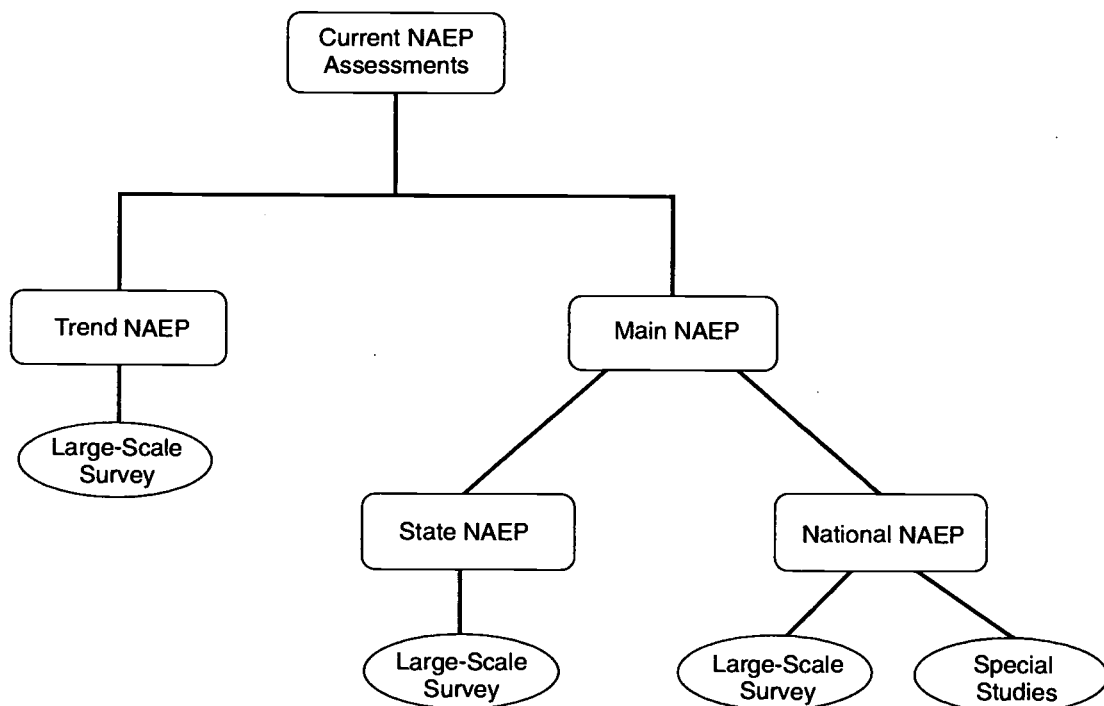 Current NAEP
Assessments
Trend NAEP
Main NAEP
Large-Scale
Survey
State NAEP
National NAEP
Large-Scale
Survey
Large-Scale
Survey
Special
Studies